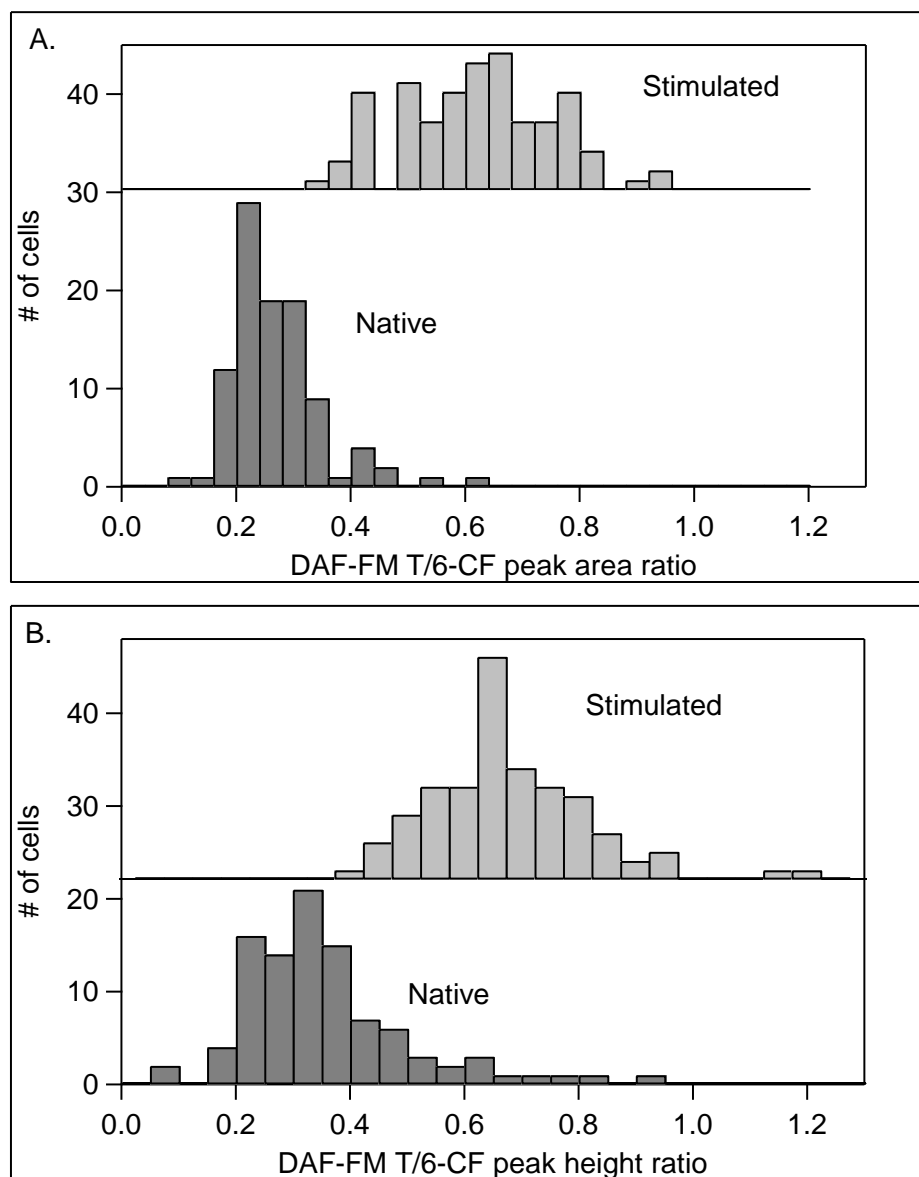 A.
Stimulated
40
30
# of cells
20
Native
10
0
0.0 0.2 0.4 0.6 0.8 1.0 1.2
DAF-FM T/6-CF peak area ratio
B.
Stimulated
40
30
# of cells
20
Native
10
0
0.0 0.2 0.4 0.6 0.8 1.0 1.2
DAF-FM T/6-CF peak height ratio